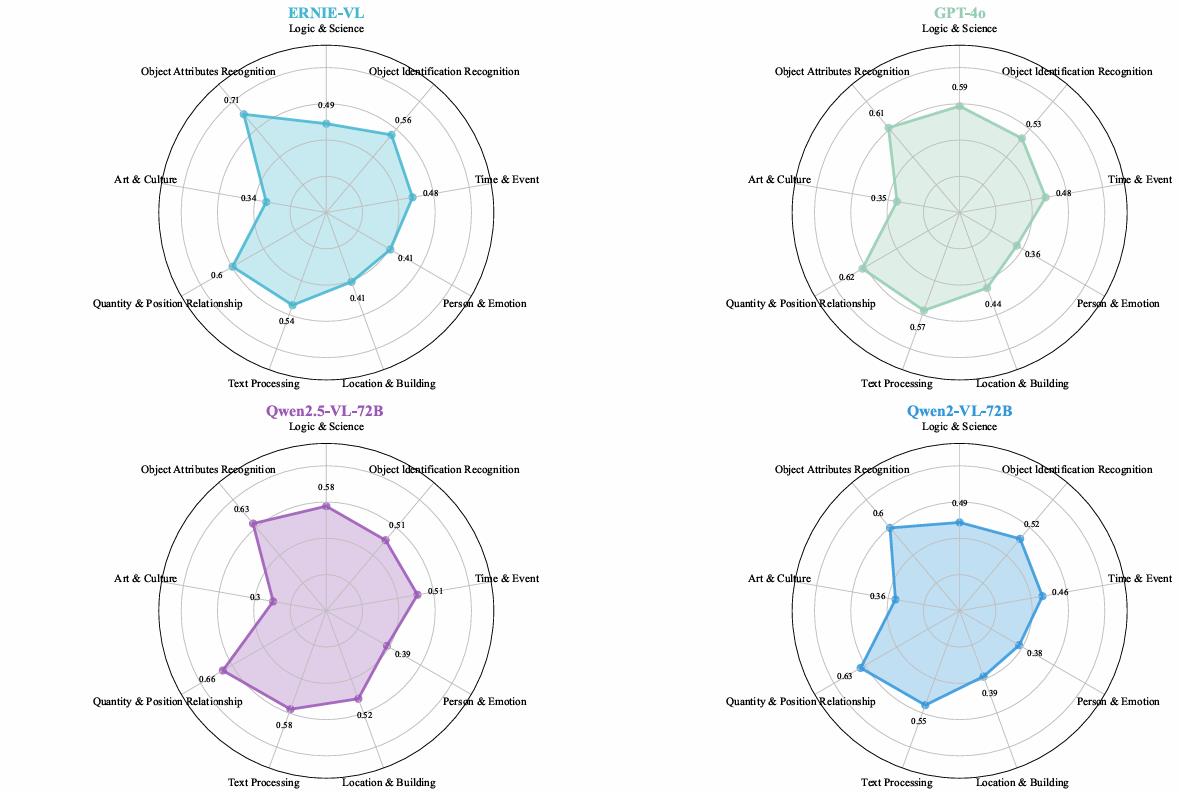 ERNIE-VL
Logic & Science
Object Attributes Recognition
Object Identification Recognition
0.71
0.49
0.56
Art & Culture
Time & Event
0.34
0.48
0.6
0.41
Quantity & Position Relationship
Person & Emotion
0.54
0.41
Text Processing
Location & Building
GPT-4o
Logic & Science
Object Attributes Recognition
Object Identification Recognition
0.61
0.59
0.53
Art & Culture
Time & Event
0.35
0.48
0.62
0.36
Quantity & Position Relationship
Person & Emotion
0.57
0.44
Text Processing
Location & Building
Qwen2.5-VL-72B
Logic & Science
Object Attributes Recognition
Object Identification Recognition
0.63
0.58
0.51
Art & Culture
Time & Event
0.3
0.51
0.66
0.39
Quantity & Position Relationship
Person & Emotion
0.58
0.52
Text Processing
Location & Building
Qwen2-VL-72B
Logic & Science
Object Attributes Recognition
Object Identification Recognition
0.6
0.49
0.52
Art & Culture
Time & Event
0.36
0.46
0.63
0.38
Quantity & Position Relationship
Person & Emotion
0.55
0.39
Text Processing
Location & Building